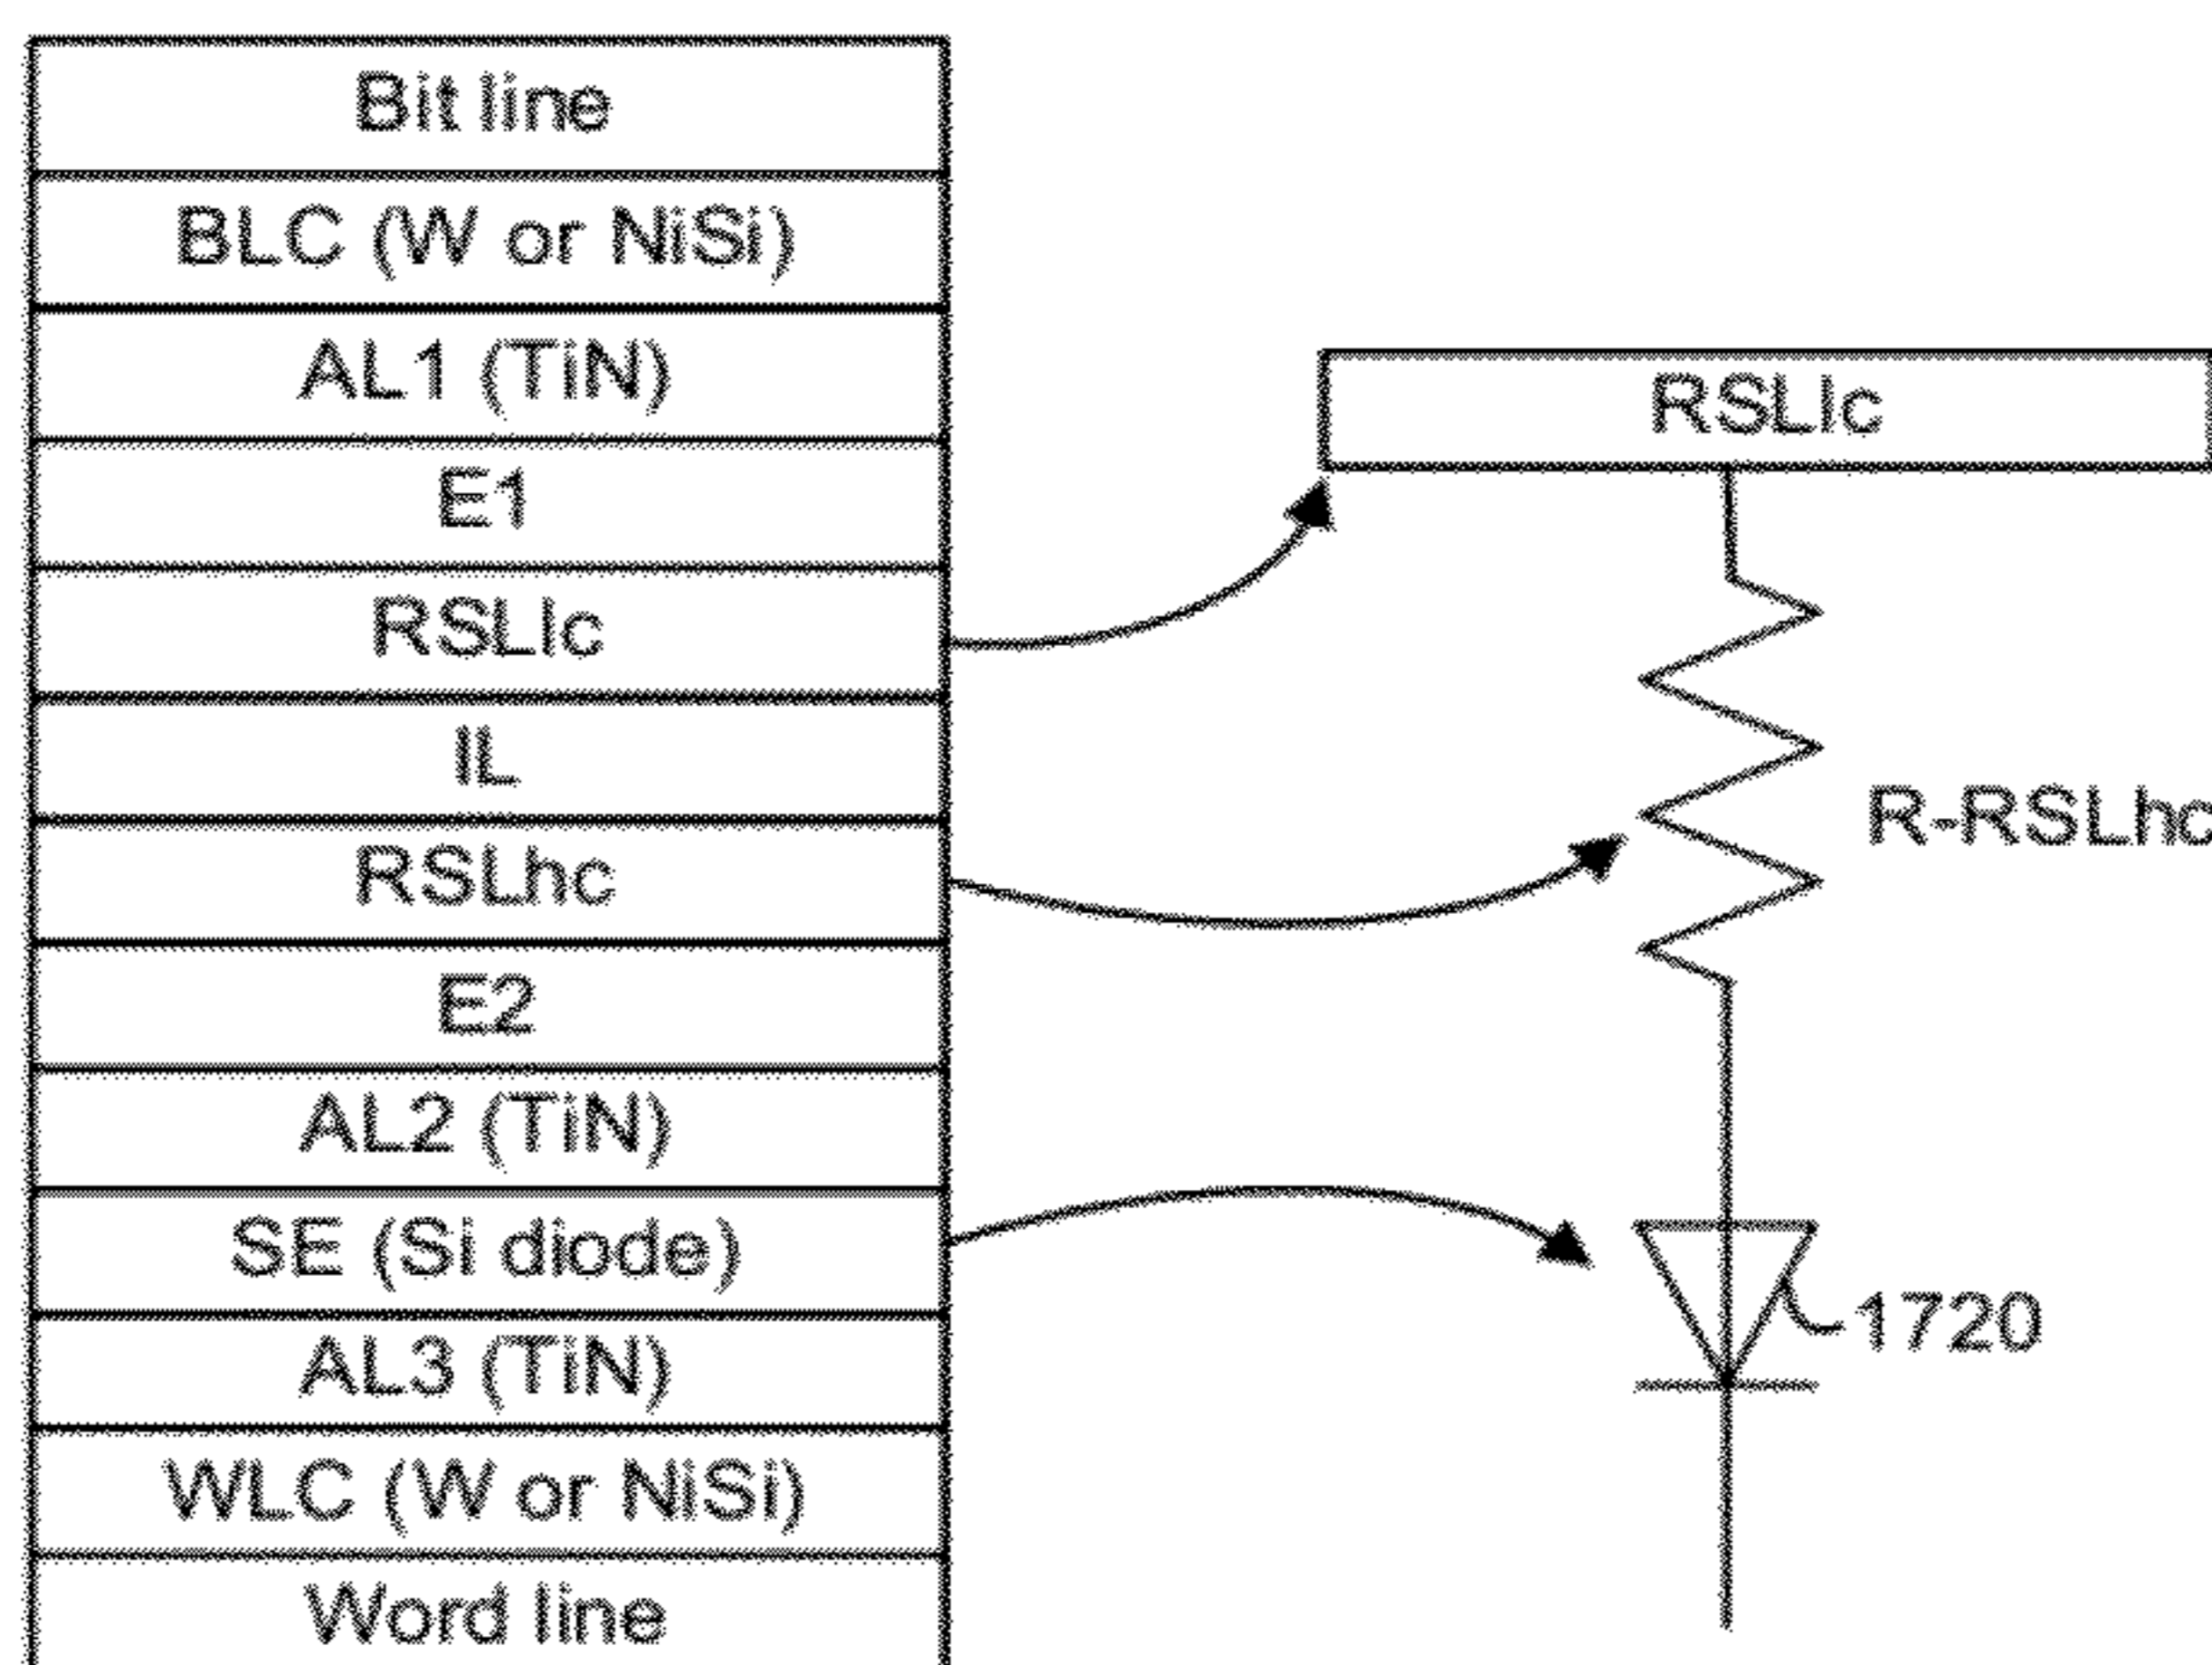 Bit line
BLC (W or NiSi)
AL1 (TiN)
E1
RSLlc
IL
RSLhc
E2
AL2 (TiN)
SE (Si diode)
AL3 (TiN)
WLC (W or NiSi)
Word line
RSLlc
R-RSLhc
1720